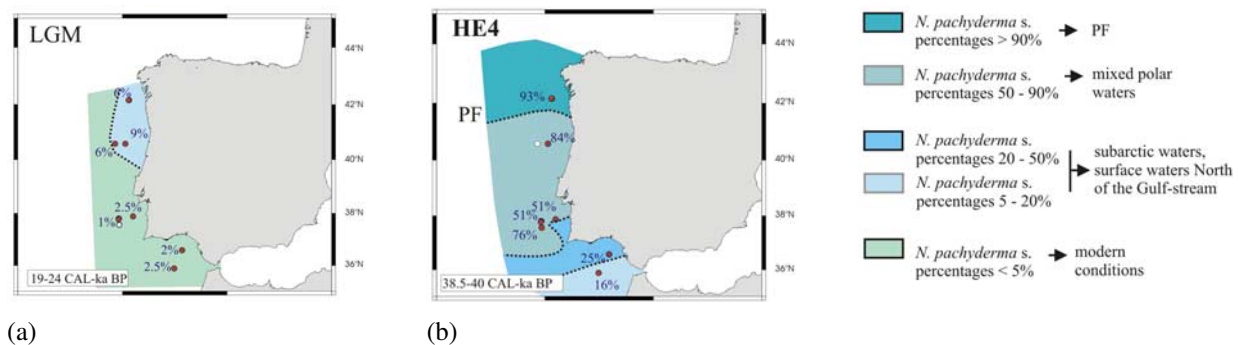 LGM
44°N
42°N
40°N
38°N
36°N
6%
9%
6%
2.5%
1%
2%
2.5%
19-24 CAL-ka BP
(a)
HE4
PF
44°N
42°N
40°N
38°N
36°N
93%
84%
51%
51%
76%
25%
16%
38.5-40 CAL-ka BP
(b)
N. pachyderma s.
percentages > 90%
PF
N. pachyderma s.
percentages 50 - 90%
mixed polar
waters
N. pachyderma s.
percentages 20 - 50%
N. pachyderma s.
percentages 5 - 20%
subarctic waters,
surface waters North
of the Gulf-stream
N. pachyderma s.
percentages < 5%
modern
conditions